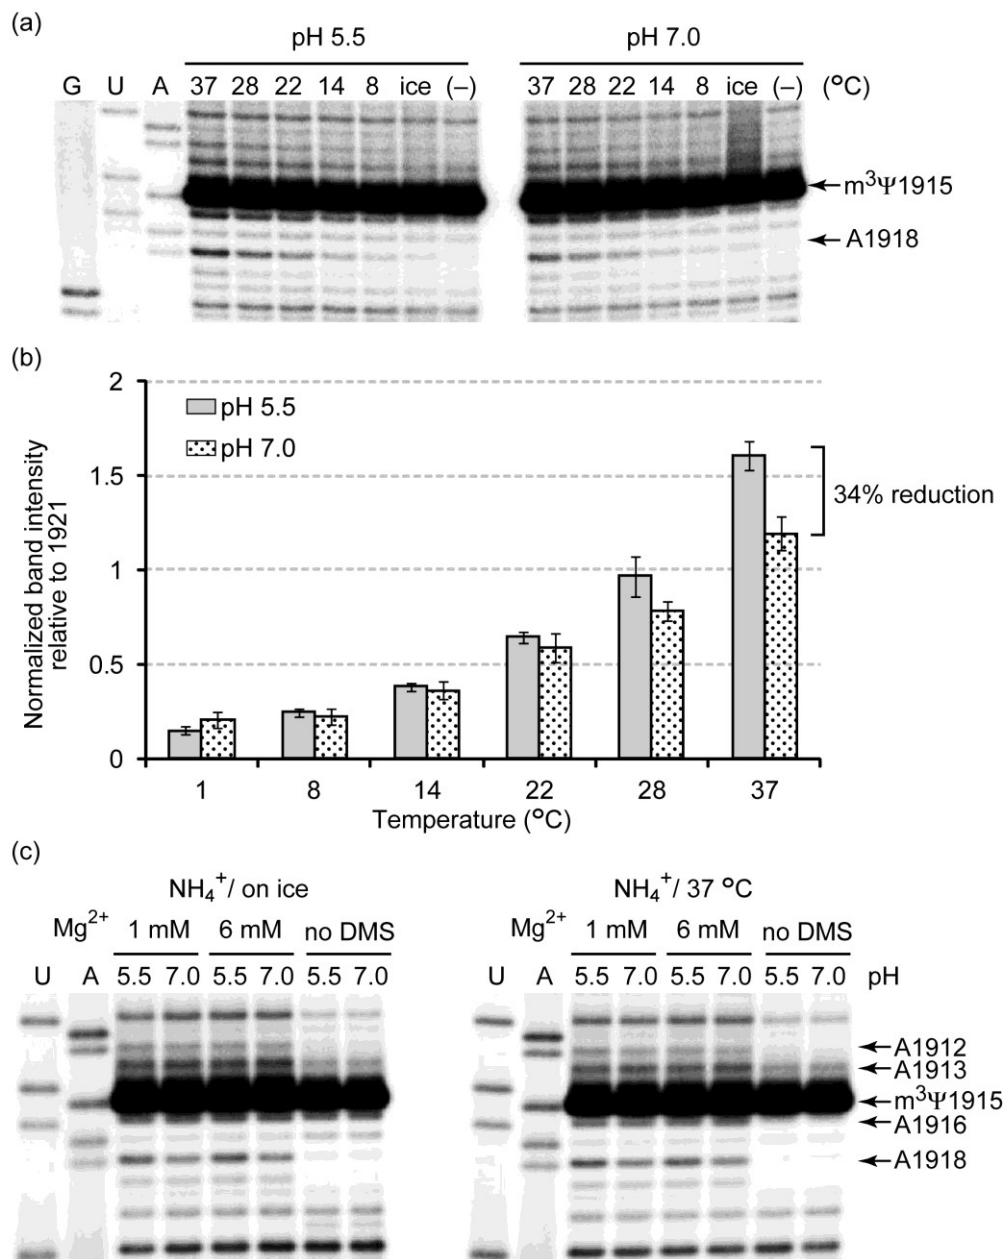 (a)
pH 5.5 pH 7.0
G U A 37 28 22 14 8 ice (–) 37 28 22 14 8 ice (–) (°C)
m³Ψ1915
A1918
(b)
2
pH 5.5
pH 7.0
1.5
34% reduction
1
0.5
0
Normalized band intensity
relative to 1921
1 8 14 22 28 37
Temperature (°C)
(c)
NH₄⁺/ on ice NH₄⁺/ 37 °C
Mg²⁺ 1 mM 6 mM no DMS Mg²⁺ 1 mM 6 mM no DMS
U A 5.5 7.0 5.5 7.0 5.5 7.0 U A 5.5 7.0 5.5 7.0 5.5 7.0 pH
A1912
A1913
m³Ψ1915
A1916
A1918